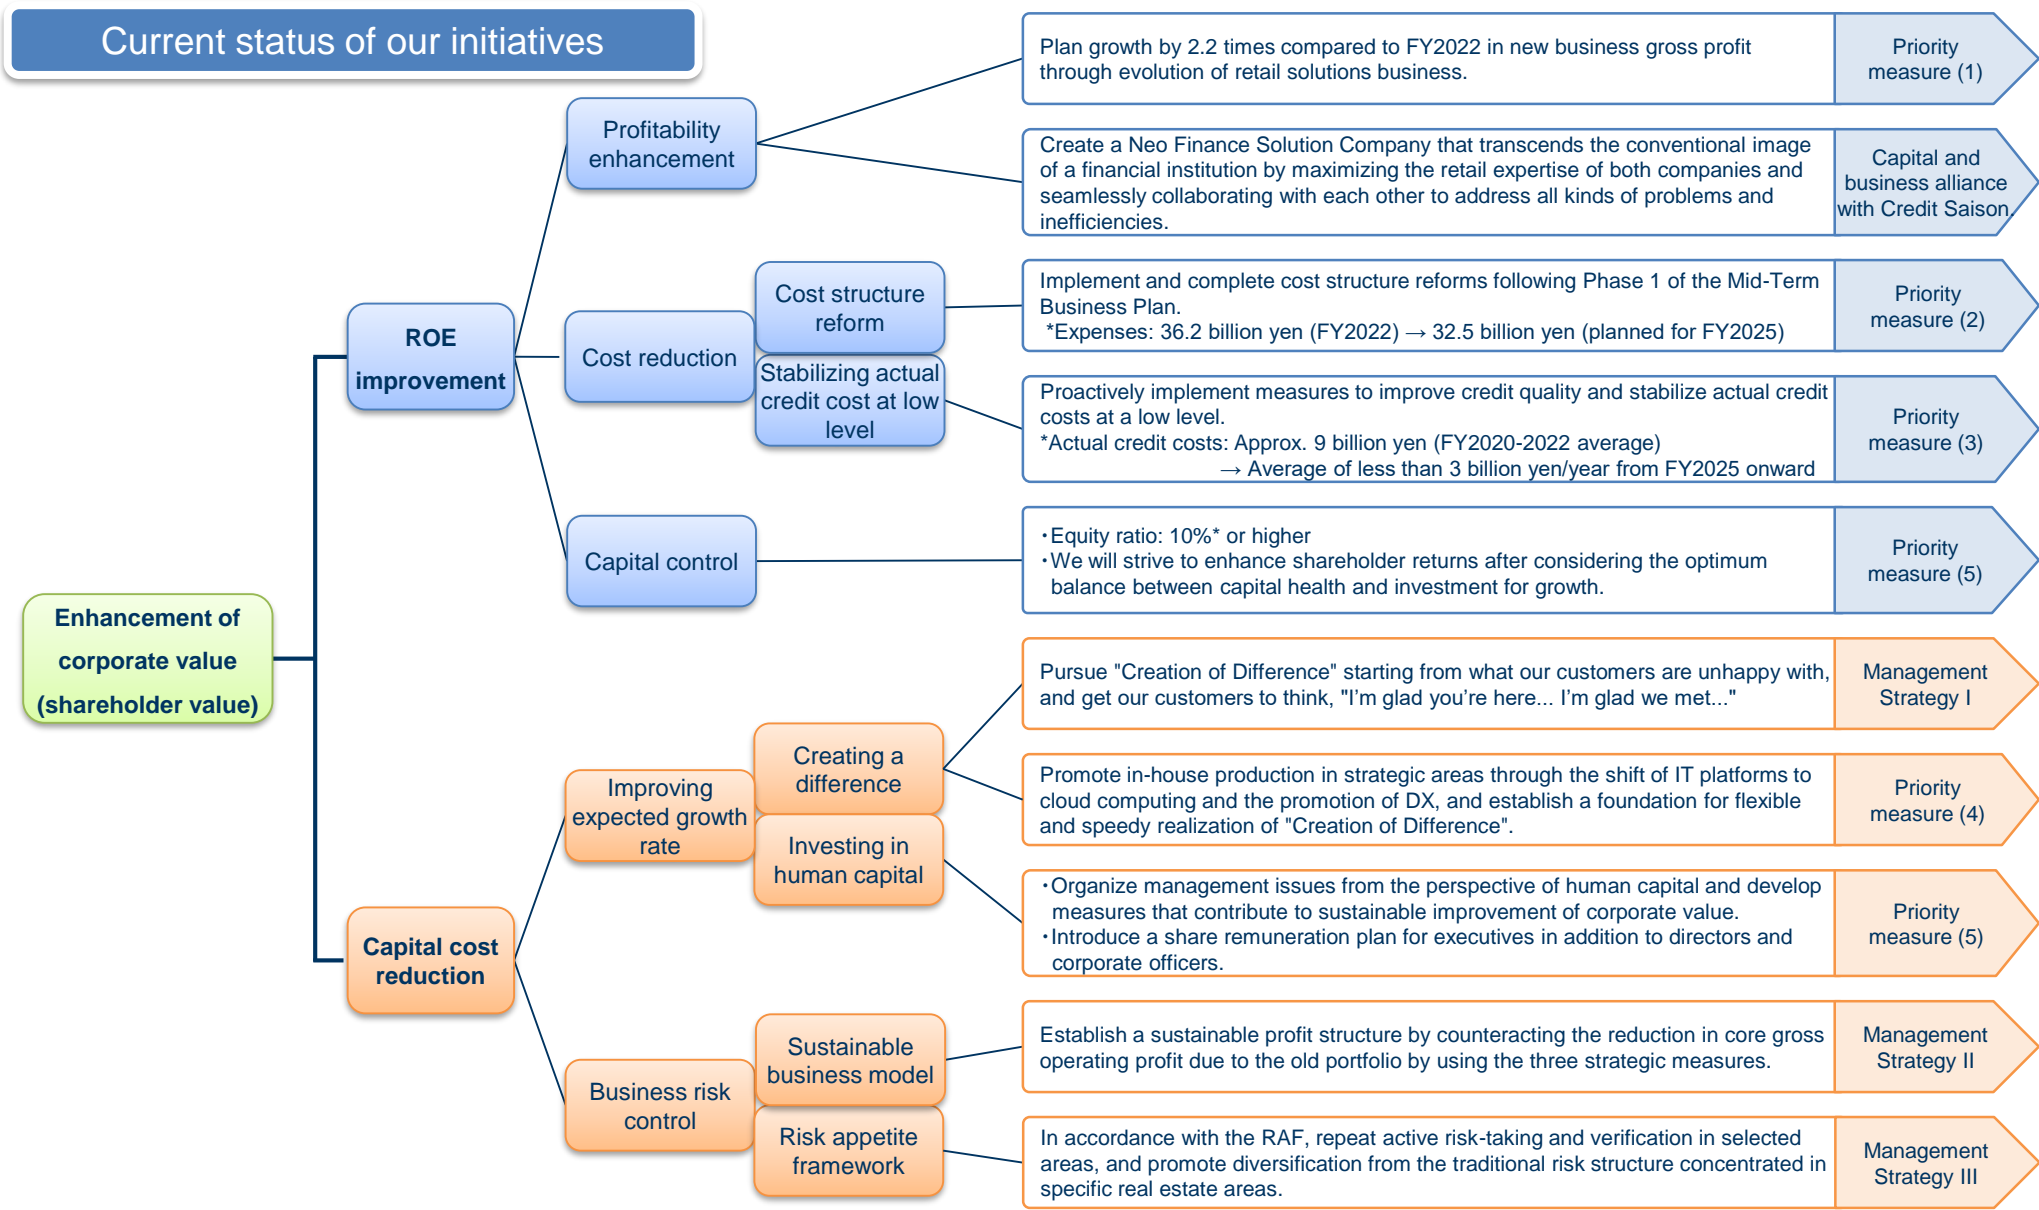 Current status of our initiatives
Plan growth by 2.2 times compared to FY2022 in new business gross profit
through evolution of retail solutions business.
Priority
measure (1)
Profitability
enhancement
Create a Neo Finance Solution Company that transcends the conventional image
of a financial institution by maximizing the retail expertise of both companies and
seamlessly collaborating with each other to address all kinds of problems and
inefficiencies.
Capital and
business alliance
with Credit Saison.
ROE
improvement
Cost reduction
Cost structure
reform
Implement and complete cost structure reforms following Phase 1 of the Mid-Term
Business Plan.
*Expenses: 36.2 billion yen (FY2022) → 32.5 billion yen (planned for FY2025)
Priority
measure (2)
Stabilizing actual
credit cost at low
level
Proactively implement measures to improve credit quality and stabilize actual credit
costs at a low level.
*Actual credit costs: Approx. 9 billion yen (FY2020-2022 average)
→ Average of less than 3 billion yen/year from FY2025 onward
Priority
measure (3)
Capital control
・Equity ratio: 10%* or higher
・We will strive to enhance shareholder returns after considering the optimum
balance between capital health and investment for growth.
Priority
measure (5)
Enhancement of
corporate value
(shareholder value)
Pursue "Creation of Difference" starting from what our customers are unhappy with,
and get our customers to think, "I'm glad you're here... I'm glad we met..."
Management
Strategy I
Improving
expected growth
rate
Creating a
difference
Promote in-house production in strategic areas through the shift of IT platforms to
cloud computing and the promotion of DX, and establish a foundation for flexible
and speedy realization of "Creation of Difference".
Priority
measure (4)
Investing in
human capital
・Organize management issues from the perspective of human capital and develop
measures that contribute to sustainable improvement of corporate value.
・Introduce a share remuneration plan for executives in addition to directors and
corporate officers.
Priority
measure (5)
Capital cost
reduction
Business risk
control
Sustainable
business model
Establish a sustainable profit structure by counteracting the reduction in core gross
operating profit due to the old portfolio by using the three strategic measures.
Management
Strategy II
Risk appetite
framework
In accordance with the RAF, repeat active risk-taking and verification in selected
areas, and promote diversification from the traditional risk structure concentrated in
specific real estate areas.
Management
Strategy III